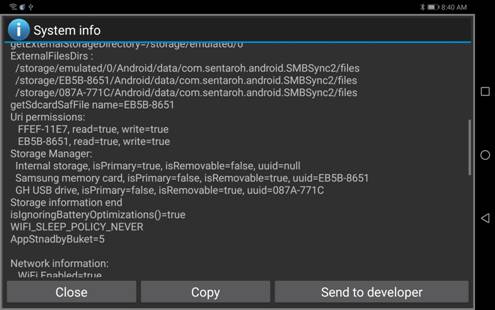 8:40 AM
System info
getExternalStorageDirectory=/storage/emulated/0
ExternalFilesDirs :
/storage/emulated/0/Android/data/com.sentaroh.android.SMBSync2/files
/storage/EB5B-8651/Android/data/com.sentaroh.android.SMBSync2/files
/storage/087A-771C/Android/data/com.sentaroh.android.SMBSync2/files
getSdcardSafFile name=EB5B-8651
Uri permissions:
FFEF-11E7, read=true, write=true
EB5B-8651, read=true, write=true
Storage Manager:
Internal storage, isPrimary=true, isRemovable=false, uuid=null
Samsung memory card, isPrimary=false, isRemovable=true, uuid=EB5B-8651
GH USB drive, isPrimary=false, isRemovable=true, uuid=087A-771C
Storage information end
isIgnoringBatteryOptimizations()=true
WIFI_SLEEP_POLICY_NEVER
AppStnadbyBuket=5
Network information:
WiFi Enabled=true
Close
Copy
Send to developer